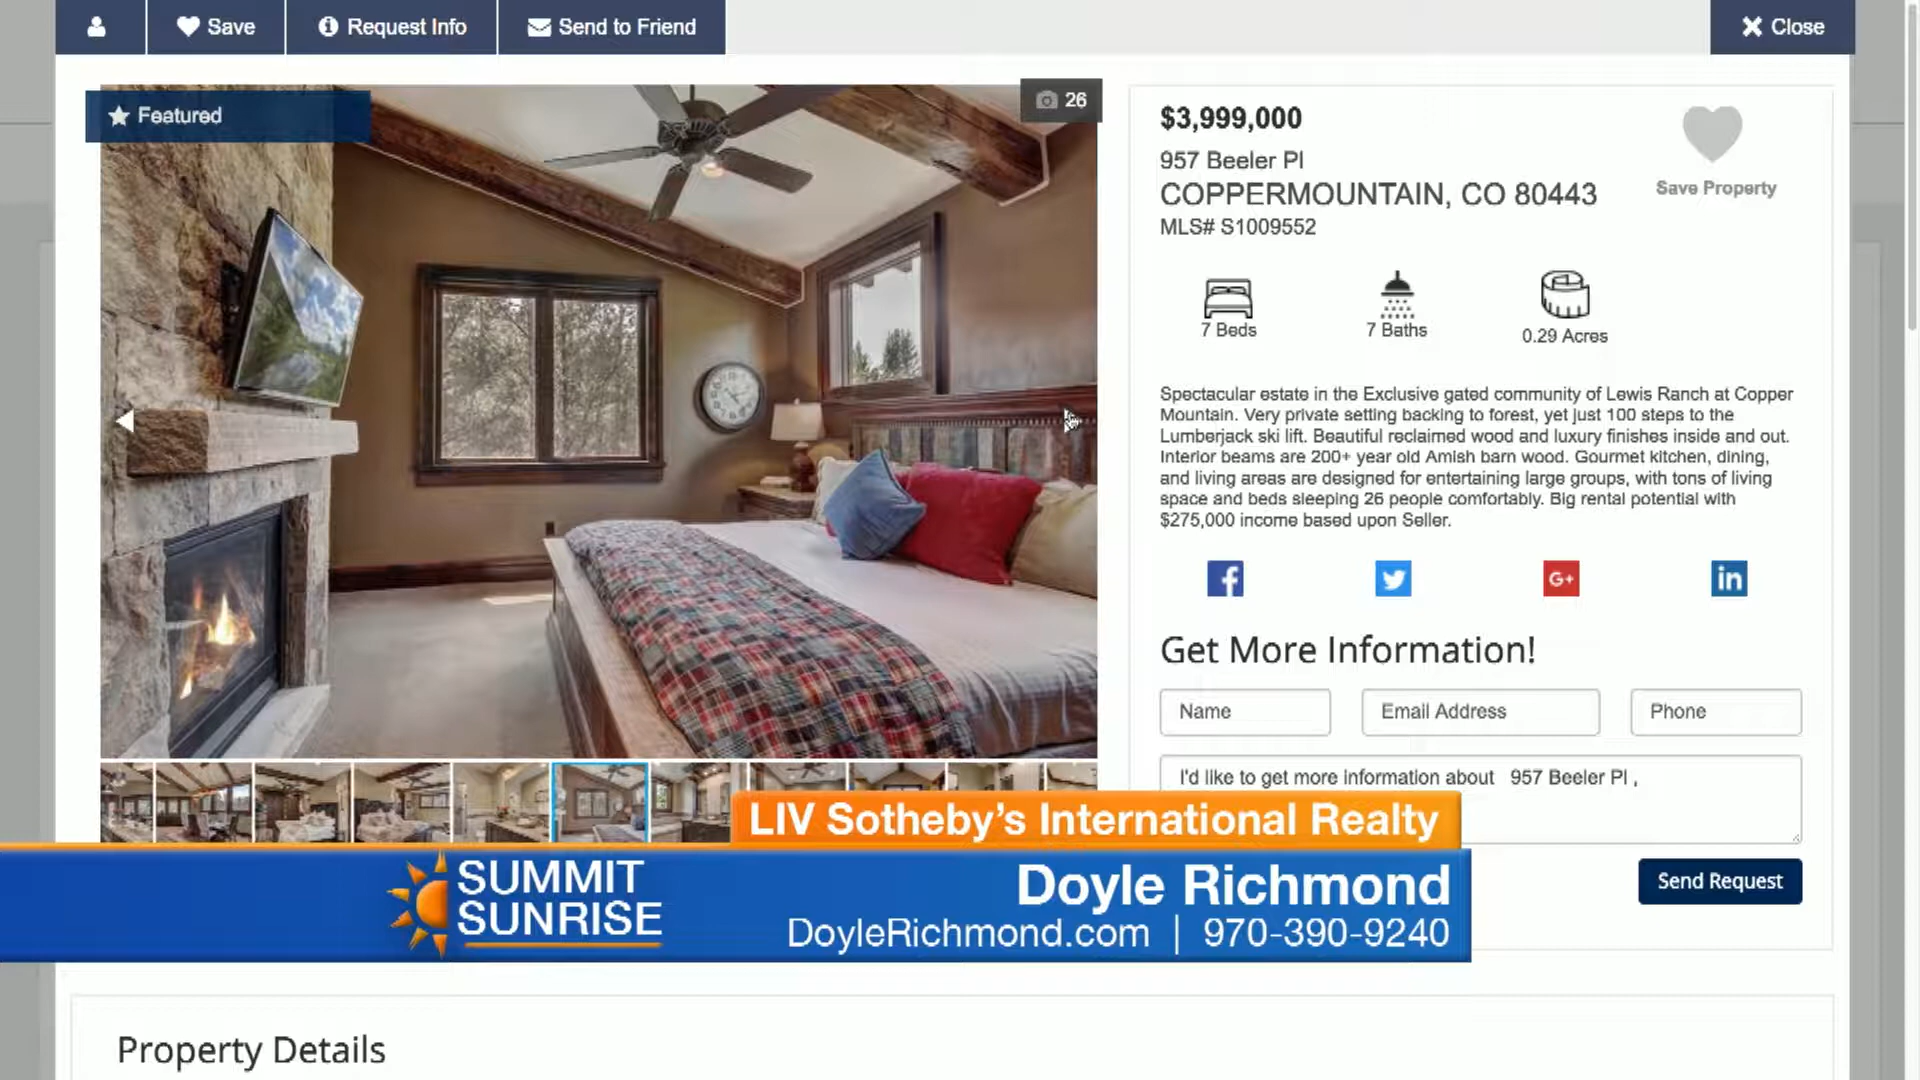 Save
Request Info
Send to Friend
Close
Featured
26
$3,999,000
957 Beeler Pl
COPPERMOUNTAIN, CO 80443
MLS# S1009552
Save Property
7 Beds
7 Baths
0.29 Acres
Spectacular estate in the Exclusive gated community of Lewis Ranch at Copper
Mountain. Very private setting backing to forest, yet just 100 steps to the
Lumberjack ski lift. Beautiful reclaimed wood and luxury finishes inside and out.
Interior beams are 200+ year old Amish barn wood. Gourmet kitchen, dining,
and living areas are designed for entertaining large groups, with tons of living
space and beds sleeping 26 people comfortably. Big rental potential with
$275,000 income based upon Seller.
f
G+
in
Get More Information!
Name
Email Address
Phone
I'd like to get more information about 957 Beeler Pl ,
Send Request
LIV Sotheby's International Realty
SUMMIT
SUNRISE
Doyle Richmond
DoyleRichmond.com | 970-390-9240
Property Details